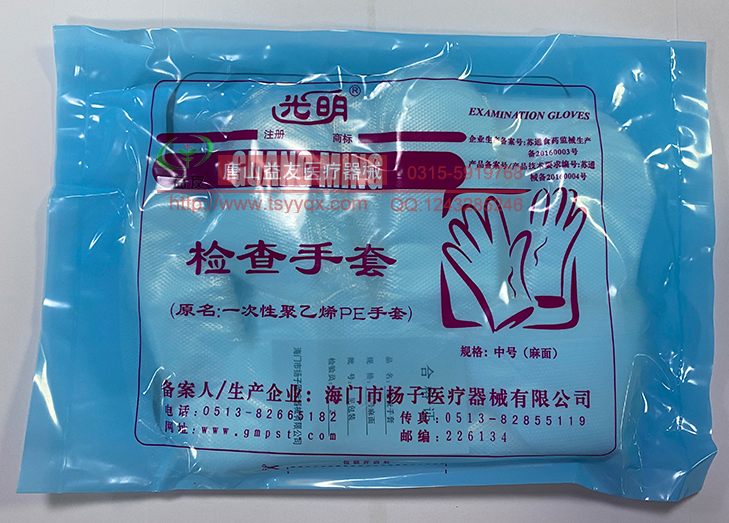 光明®
注册 商标
GUANG MING
EXAMINATION GLOVES
企业生产备案号:苏通食药监械生产
备20160003号
产品备案号/产品技术要求编号:苏通
械备20160004号
唐山益友医疗器械
http://www.tsyyqx.com
检查手套
(原名:一次性聚乙烯PE手套)
规格: 中号(麻面)
备案人/生产企业: 海门市扬子医疗器械有限公司
电话: 0513-82663182 传真: 0513-82855119
网址: www.gmpst 邮编: 226134